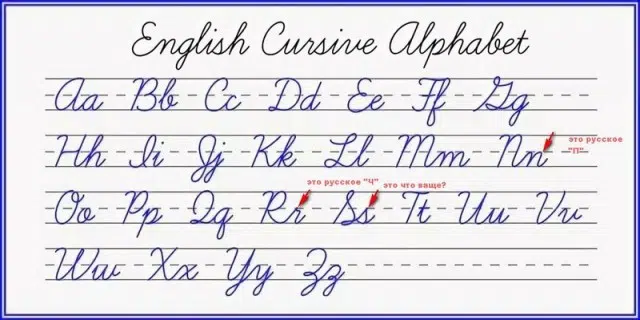 English Cursive Alphabet
Aa Bb Cc Dd Ee Ff Gg
Hh Ii Jj Kk Ll Mm Nn
это русское "П"
это русское "Ч" это что ваще?
Oo Pp Qq Rr Ss Tt Uu Vv
Ww Xx Yy Zz